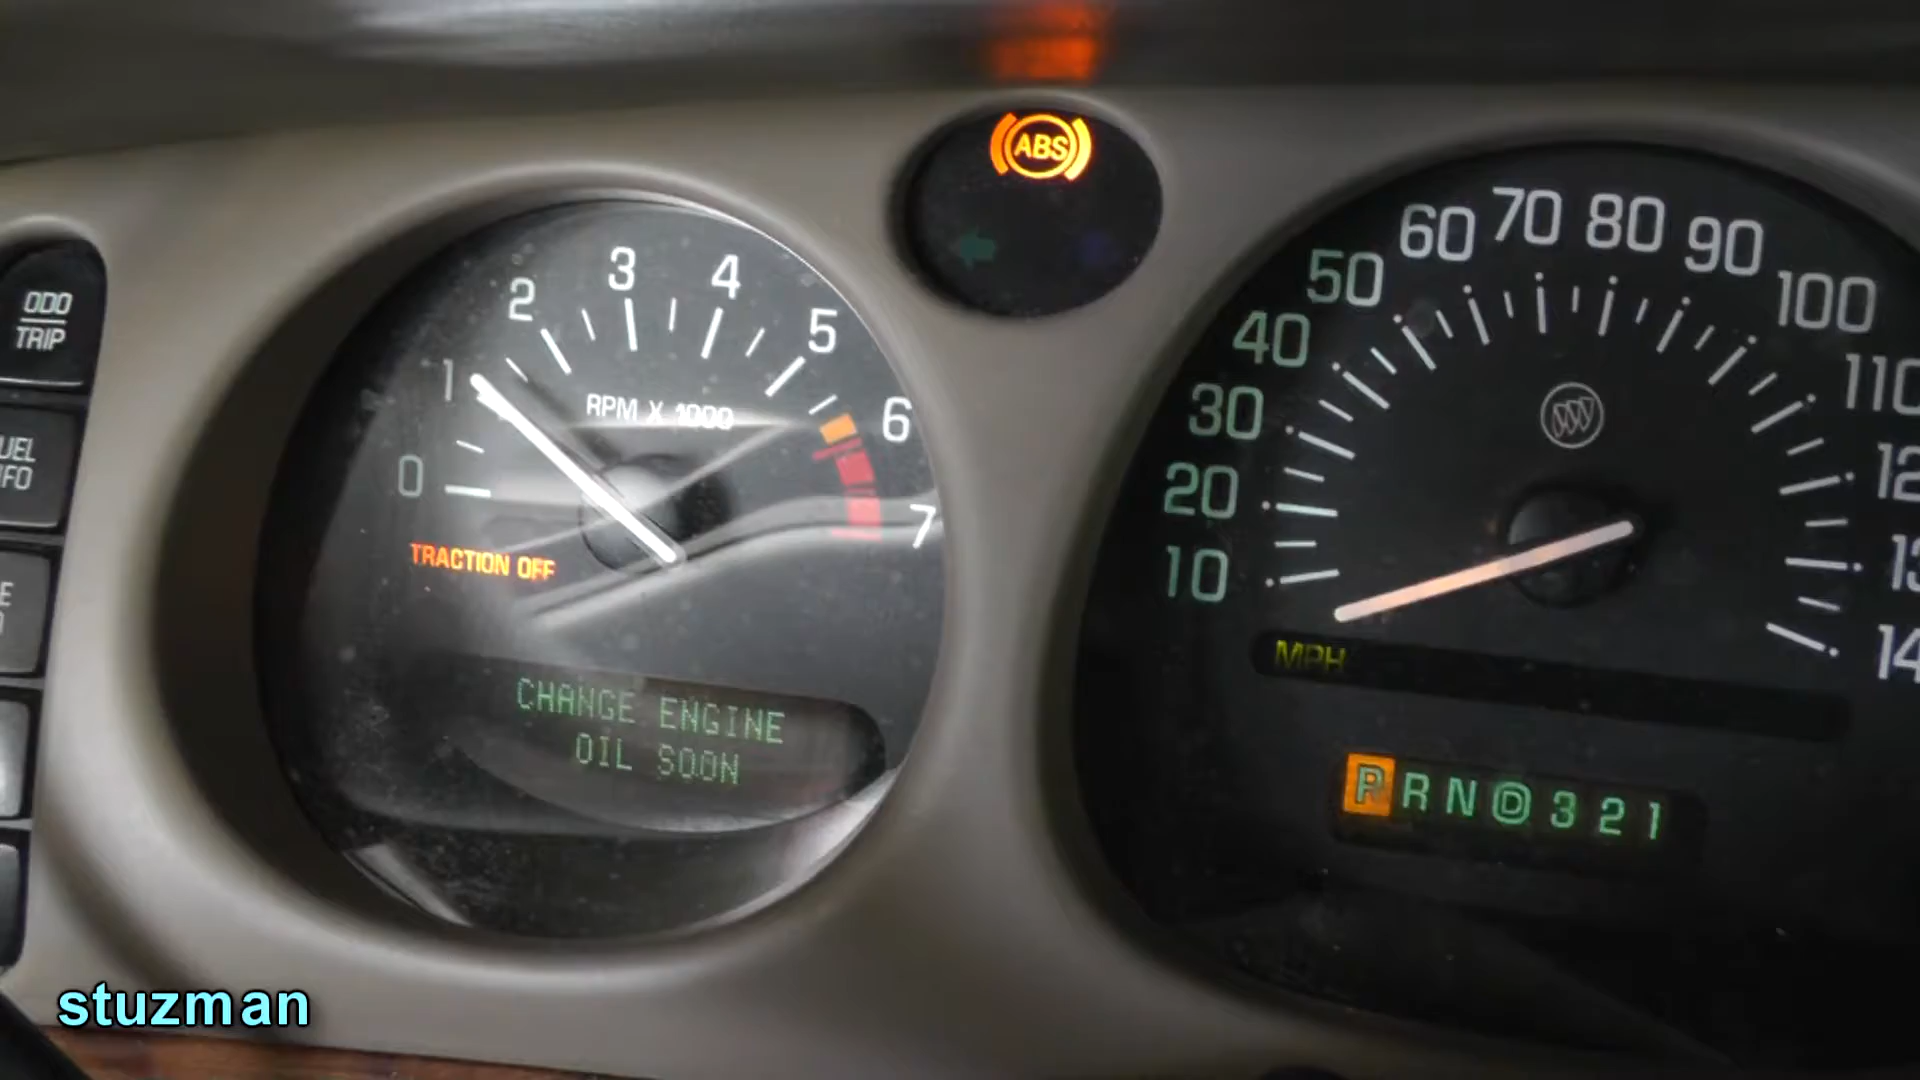 ODO
TRIP
ABS
0
1
2
3
4
5
6
7
RPM X 1000
TRACTION OFF
CHANGE ENGINE
OIL SOON
10
20
30
40
50
60
70
80
90
100
110
MPH
P R N D 3 2 1
stuzman